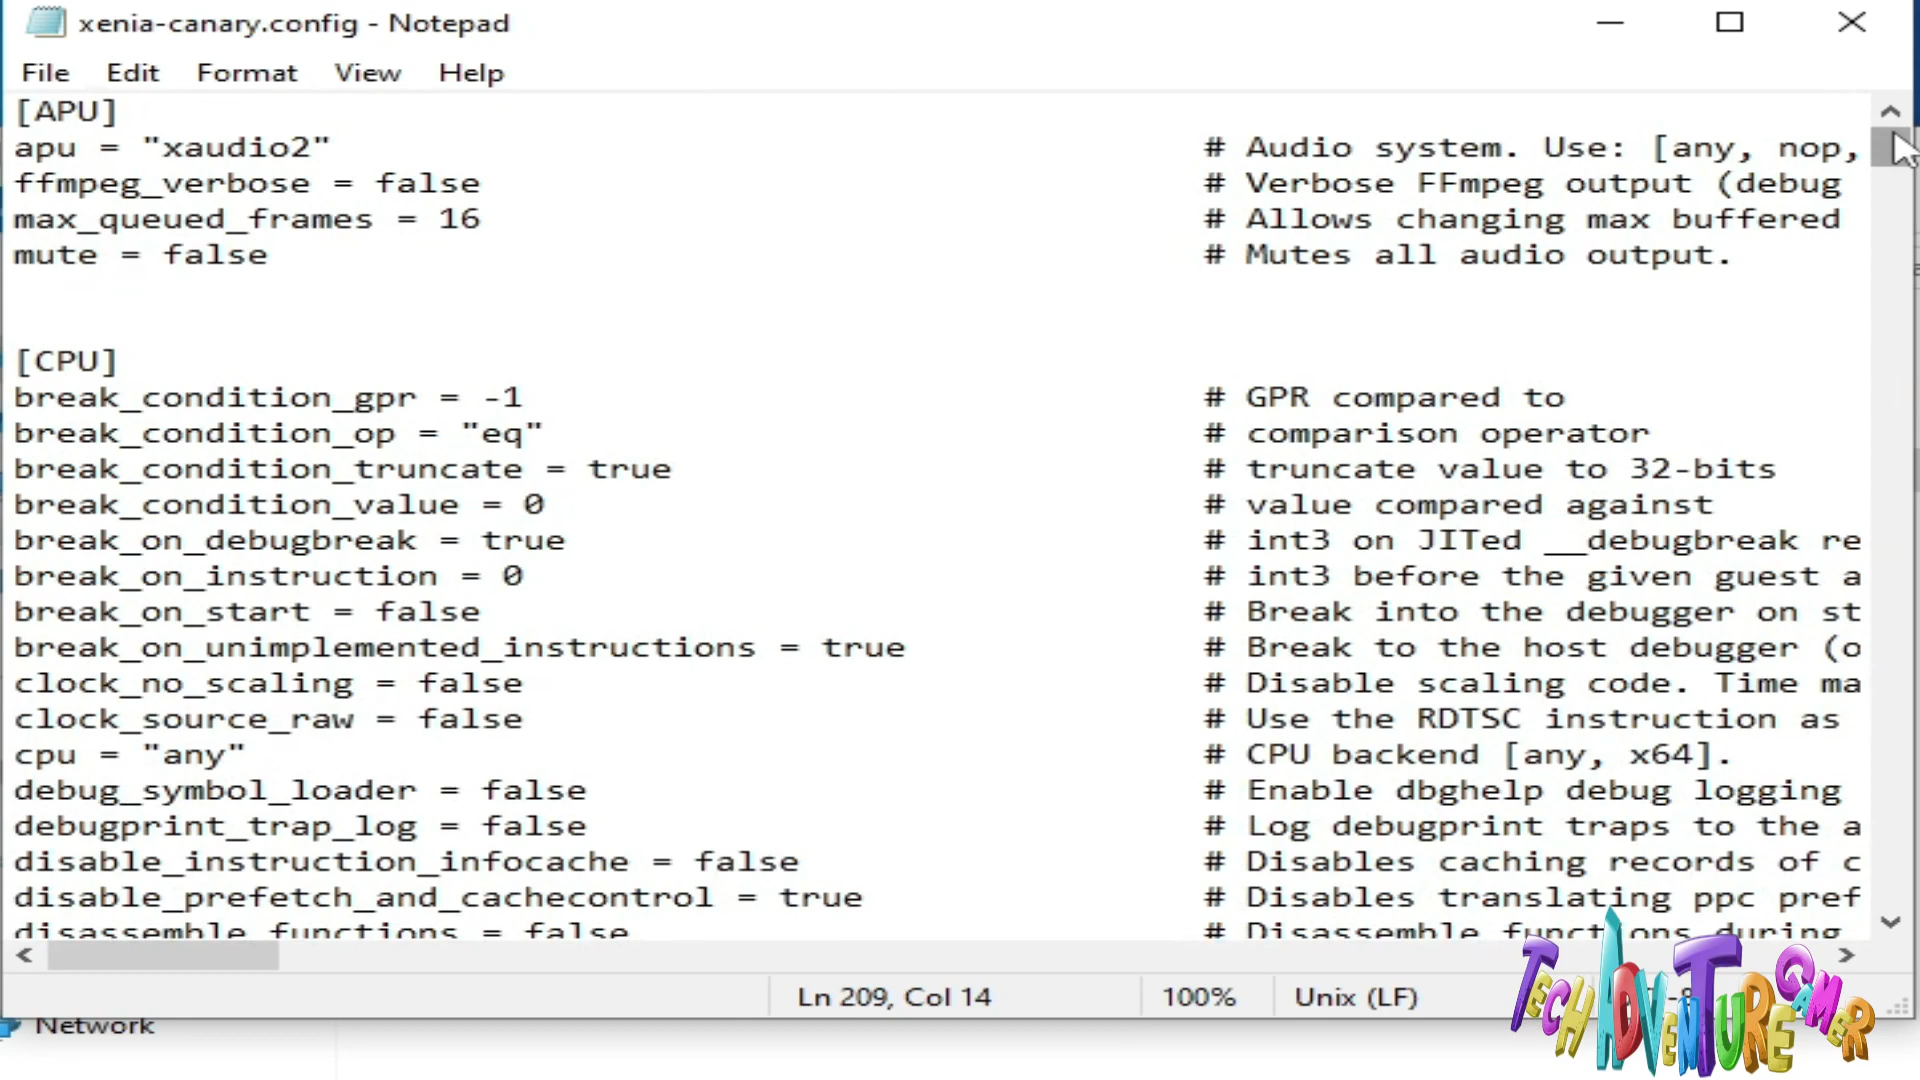 xenia-canary.config - Notepad
File Edit Format View Help
[APU]
apu = "xaudio2" # Audio system. Use: [any, nop,
ffmpeg_verbose = false # Verbose FFmpeg output (debug
max_queued_frames = 16 # Allows changing max buffered
mute = false # Mutes all audio output.
[CPU]
break_condition_gpr = -1 # GPR compared to
break_condition_op = "eq" # comparison operator
break_condition_truncate = true # truncate value to 32-bits
break_condition_value = 0 # value compared against
break_on_debugbreak = true # int3 on JITed __debugbreak re
break_on_instruction = 0 # int3 before the given guest a
break_on_start = false # Break into the debugger on st
break_on_unimplemented_instructions = true # Break to the host debugger (o
clock_no_scaling = false # Disable scaling code. Time ma
clock_source_raw = false # Use the RDTSC instruction as
cpu = "any" # CPU backend [any, x64].
debug_symbol_loader = false # Enable dbghelp debug logging
debugprint_trap_log = false # Log debugprint traps to the a
disable_instruction_infocache = false # Disables caching records of c
disable_prefetch_and_cachecontrol = true # Disables translating ppc pref
disassemble_functions = false # Disassemble functions during
Ln 209, Col 14 100% Unix (LF)
Network
TECH ADVENTURE GAMER